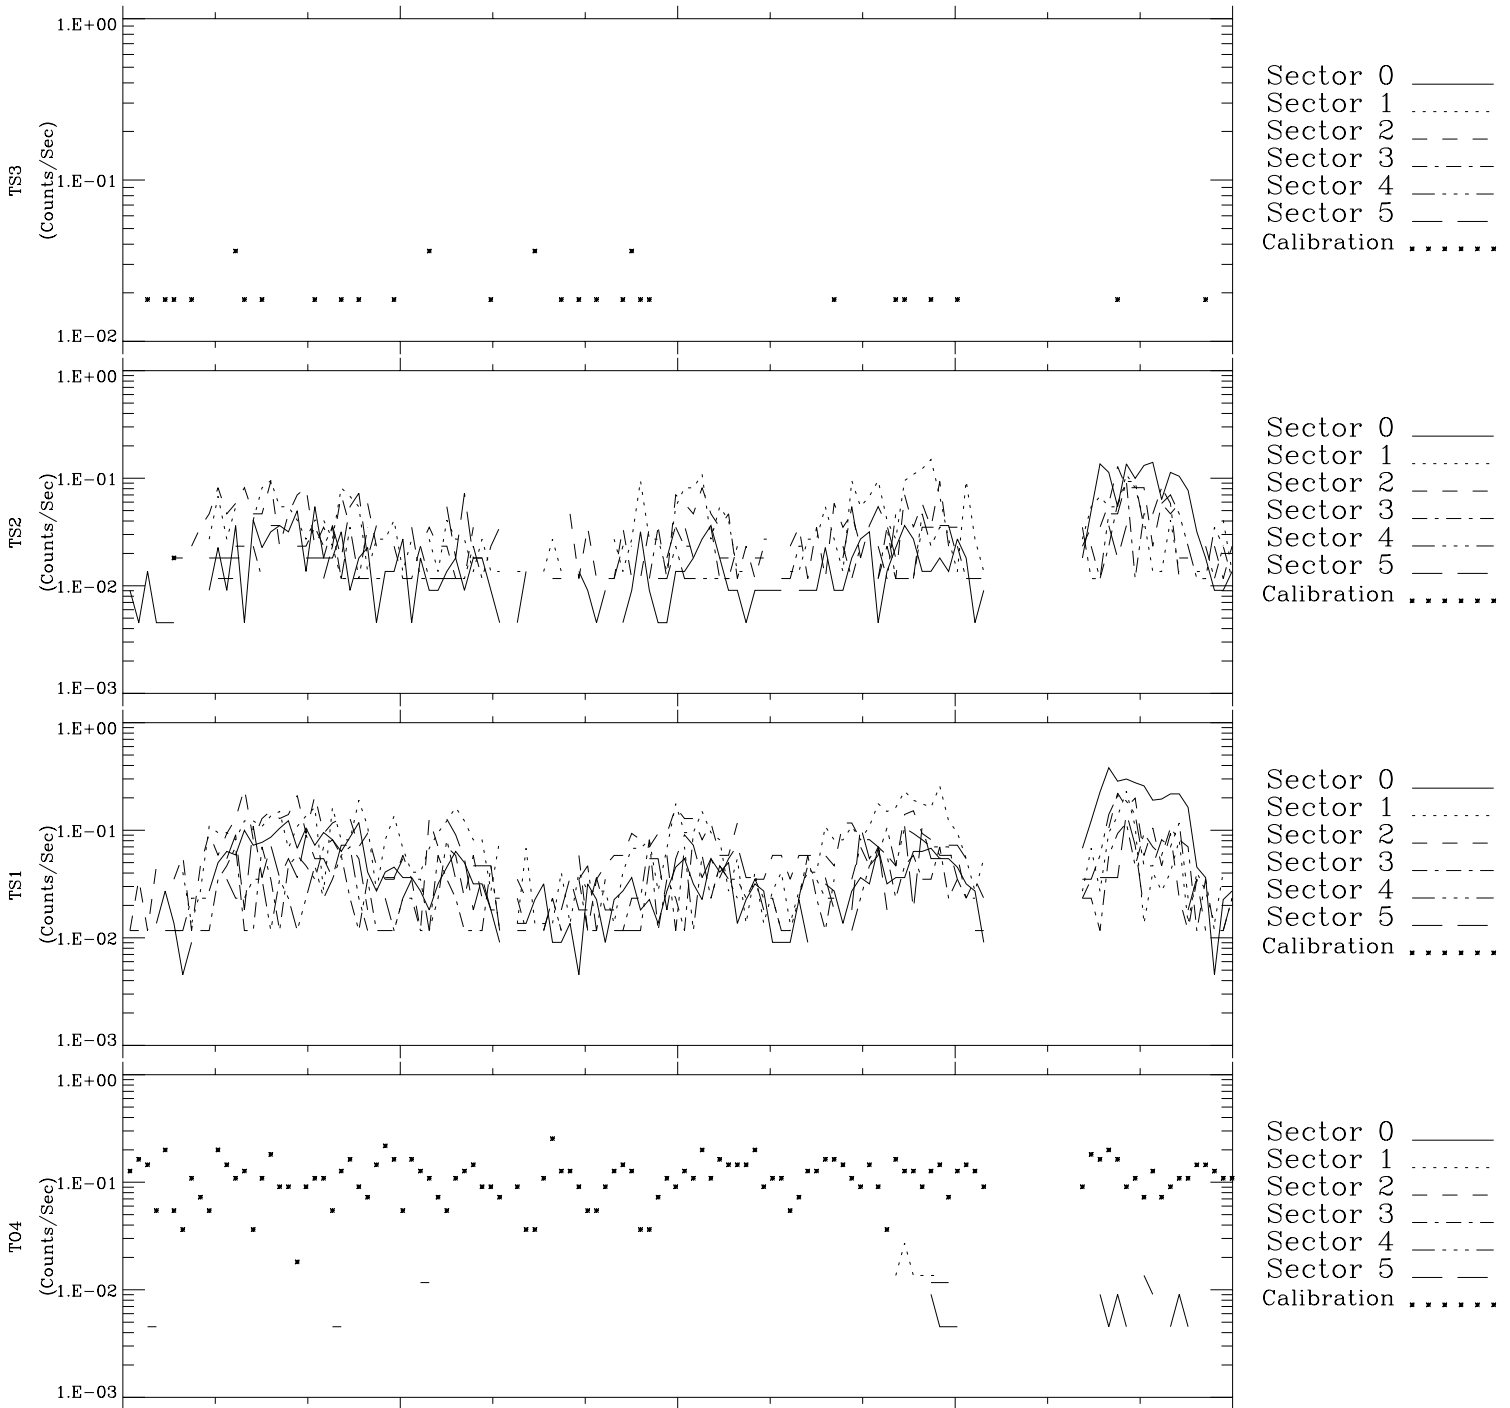 TS3
(Counts/Sec)
1.E+00
1.E-01
1.E-02
Sector 0
Sector 1
Sector 2
Sector 3
Sector 4
Sector 5
Calibration
TS2
(Counts/Sec)
1.E+00
1.E-01
1.E-02
1.E-03
Sector 0
Sector 1
Sector 2
Sector 3
Sector 4
Sector 5
Calibration
TS1
(Counts/Sec)
1.E+00
1.E-01
1.E-02
1.E-03
Sector 0
Sector 1
Sector 2
Sector 3
Sector 4
Sector 5
Calibration
TO4
(Counts/Sec)
1.E+00
1.E-01
1.E-02
1.E-03
Sector 0
Sector 1
Sector 2
Sector 3
Sector 4
Sector 5
Calibration